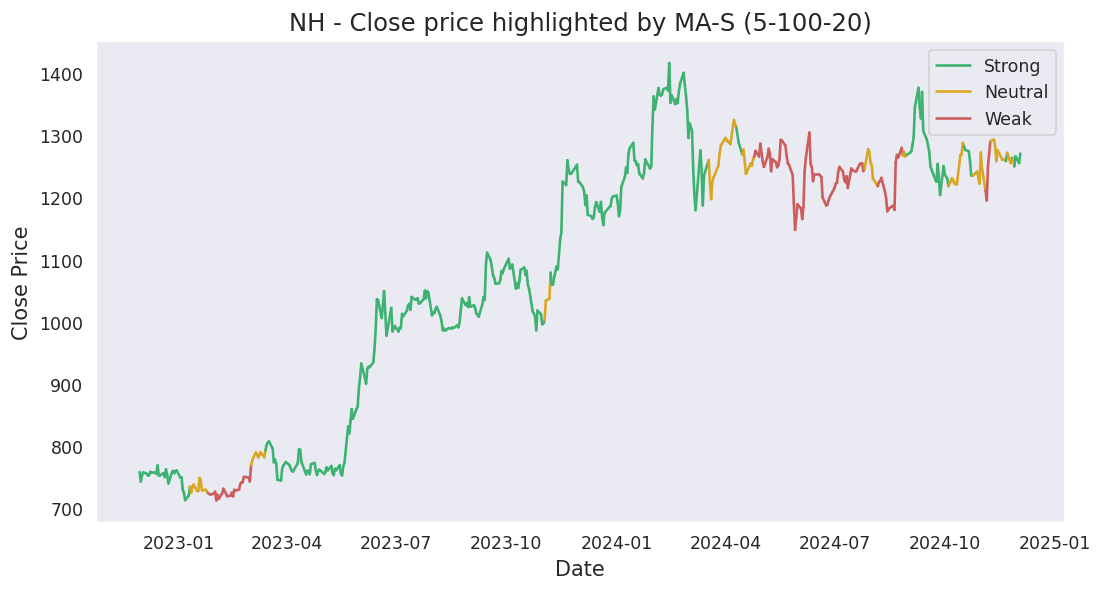 NH - Close price highlighted by MA-S (5-100-20)
Strong
Neutral
Weak
Close Price
1400
1300
1200
1100
1000
900
800
700
2023-01 2023-04 2023-07 2023-10 2024-01 2024-04 2024-07 2024-10 2025-01
Date